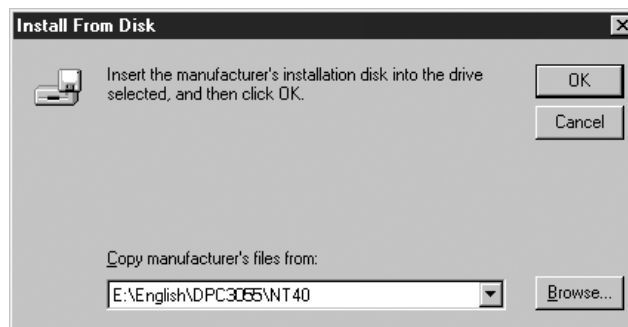 Install From Disk
Insert the manufacturer's installation disk into the drive
selected, and then click OK.
OK
Cancel
Copy manufacturer's files from:
E:\English\DPC3055\NT40
Browse...